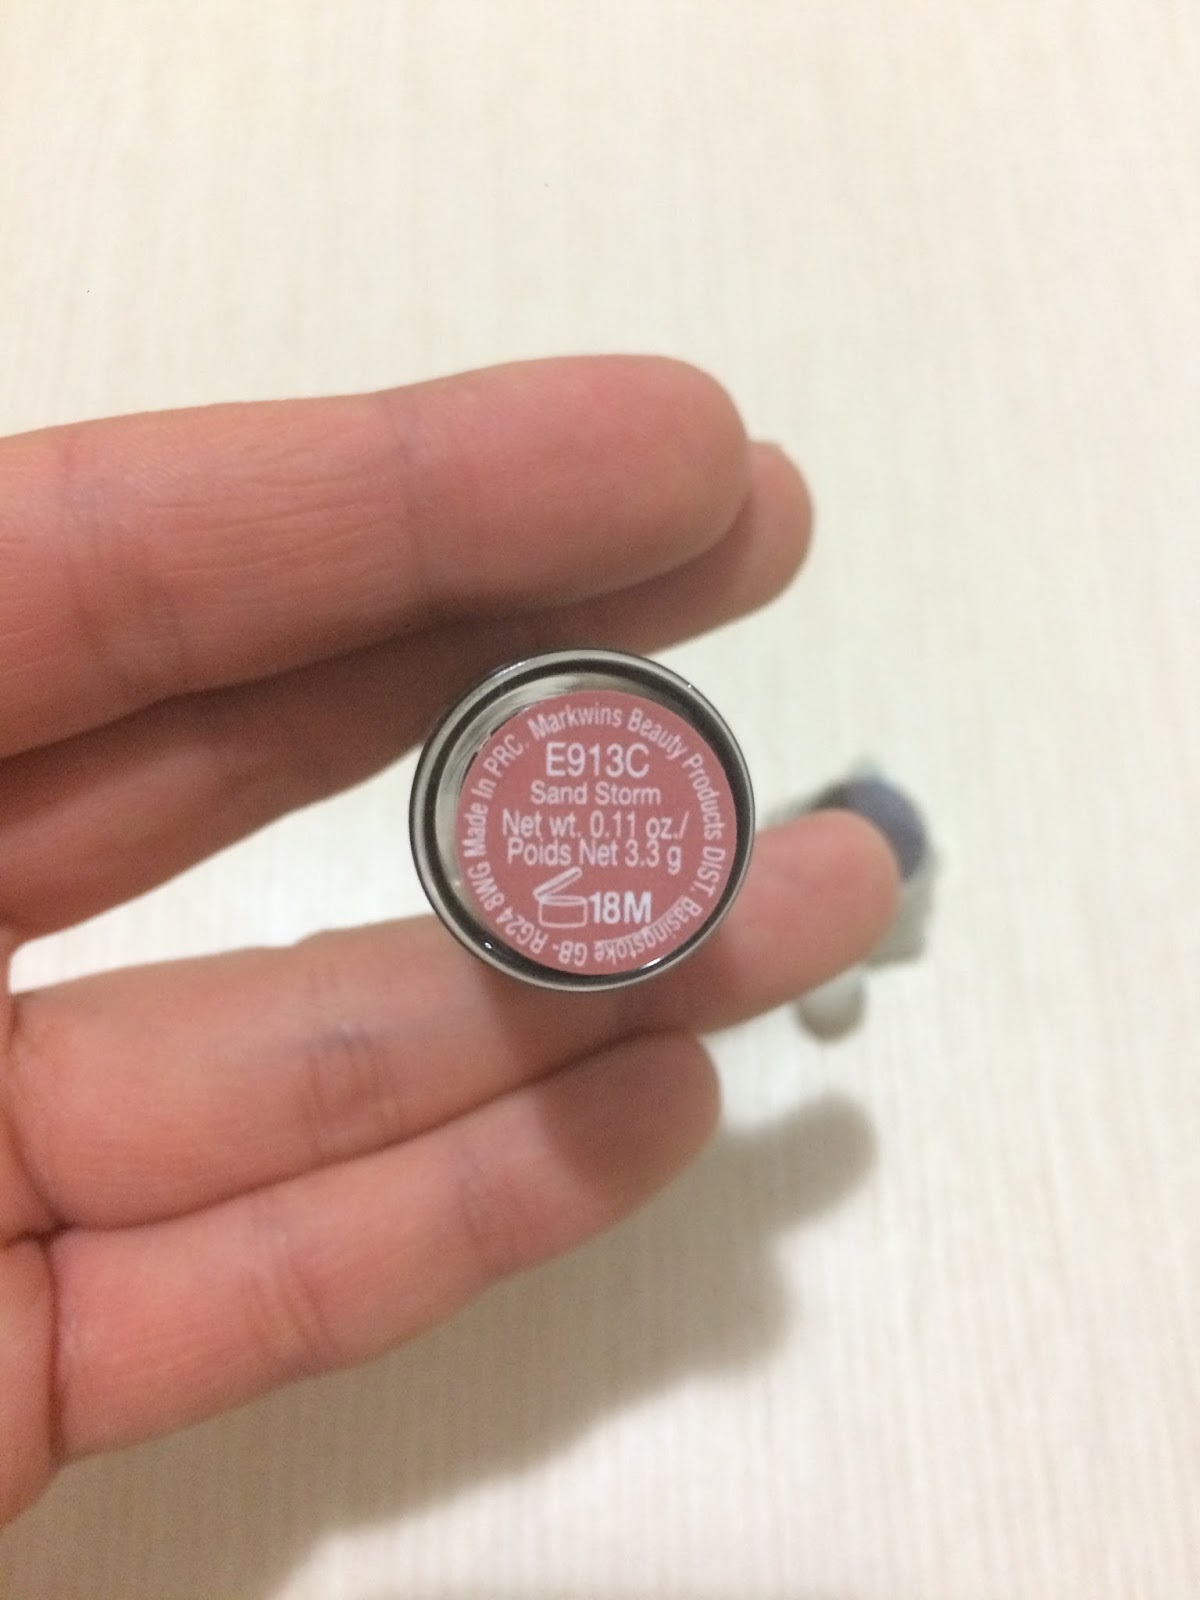 Made In PRC. Markwins Beauty Products DIST. Basingstoke GB - RG24 8WG
E913C
Sand Storm
Net wt. 0.11 oz./
Poids Net 3.3 g
18M